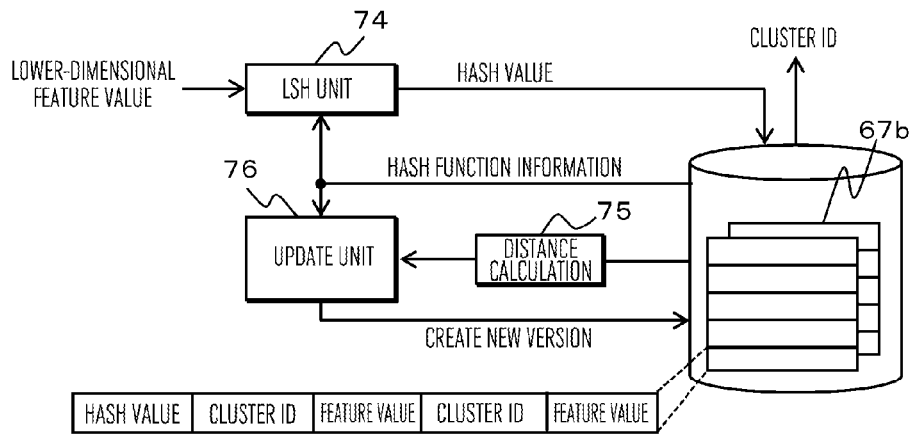 74
CLUSTER ID
LOWER-DIMENSIONAL
FEATURE VALUE
LSH UNIT
HASH VALUE
67b
HASH FUNCTION INFORMATION
76
75
UPDATE UNIT
DISTANCE
CALCULATION
CREATE NEW VERSION
HASH VALUE CLUSTER ID FEATURE VALUE CLUSTER ID FEATURE VALUE